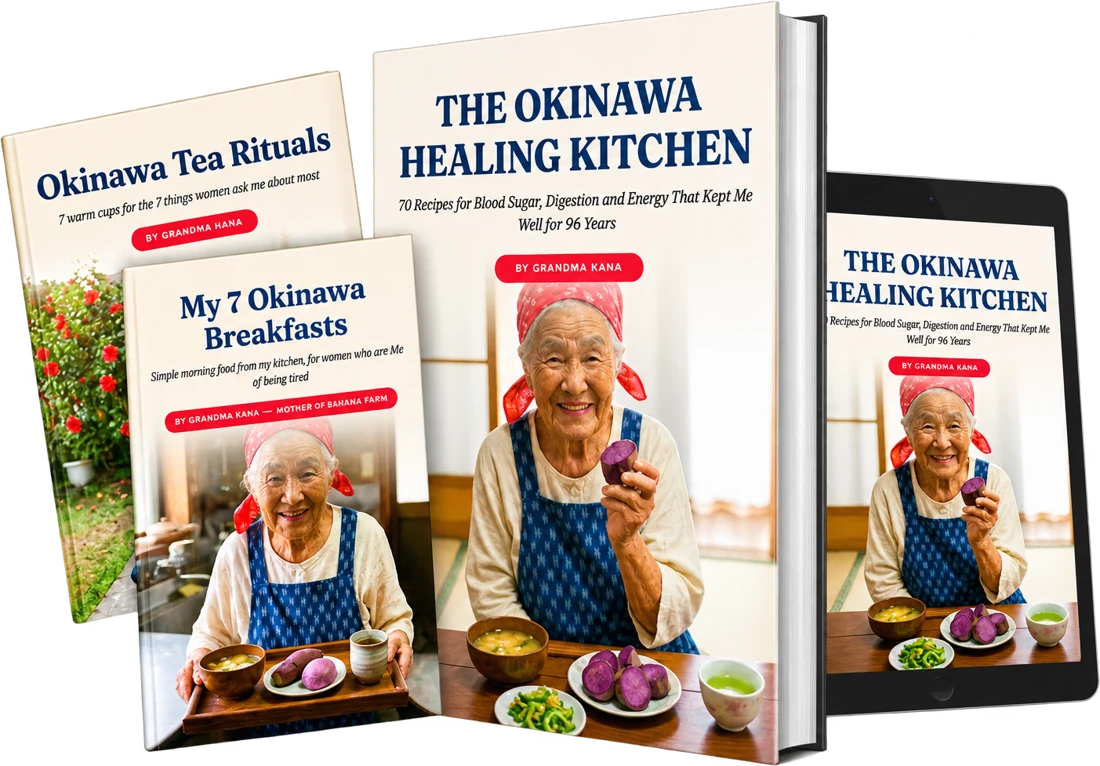 Okinawa Tea Rituals
7 warm cups for the 7 things women ask me about most
BY GRANDMA HANA
My 7 Okinawa
Breakfasts
Simple morning food from my kitchen, for women who are Me
of being tired
BY GRANDMA KANA — MOTHER OF BANANA FARM
THE OKINAWA
HEALING KITCHEN
70 Recipes for Blood Sugar, Digestion and Energy That Kept Me
Well for 96 Years
BY GRANDMA KANA
THE OKINAWA
HEALING KITCHEN
Recipes for Blood Sugar, Digestion and Energy That Kept Me
Well for 96 Years
BY GRANDMA KANA